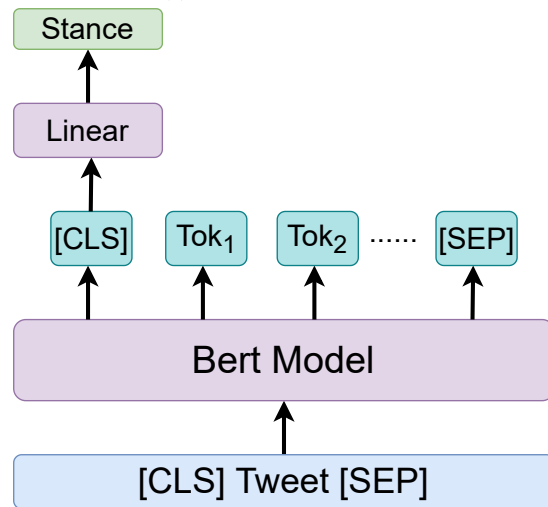 Stance
Linear
[CLS] Tok₁ Tok₂ ...... [SEP]
Bert Model
[CLS] Tweet [SEP]